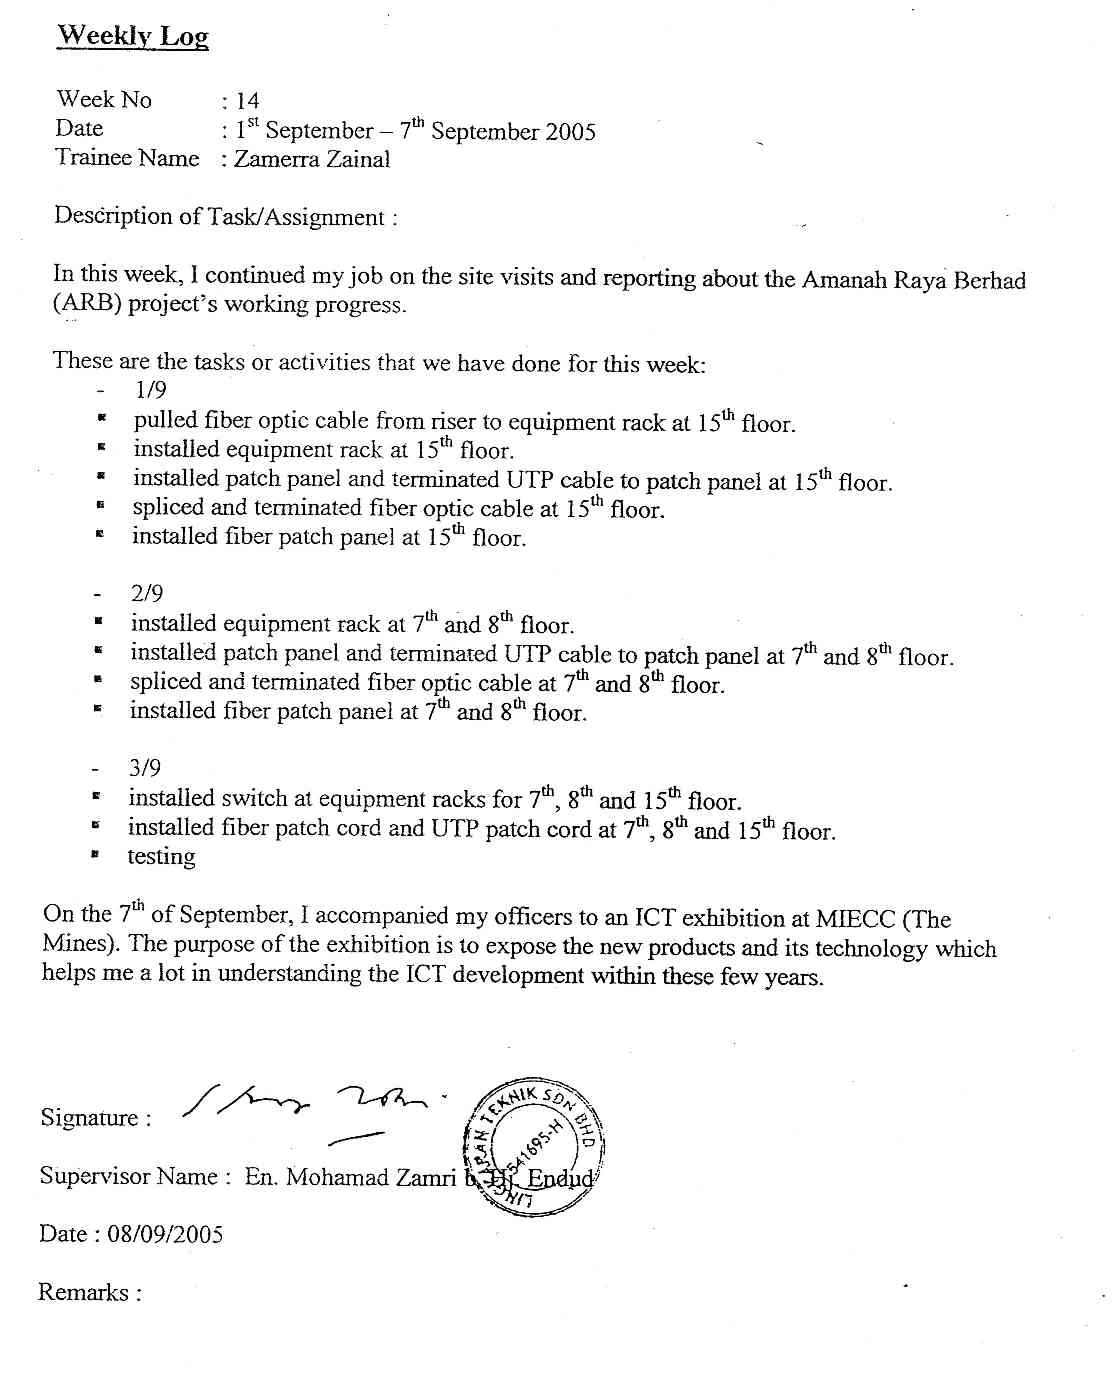 Weekly Log
Week No : 14
Date : 1st September – 7th September 2005
Trainee Name : Zamerra Zainal
Description of Task/Assignment :
In this week, I continued my job on the site visits and reporting about the Amanah Raya Berhad
(ARB) project's working progress.
These are the tasks or activities that we have done for this week:
- 1/9
▪ pulled fiber optic cable from riser to equipment rack at 15th floor.
▪ installed equipment rack at 15th floor.
▪ installed patch panel and terminated UTP cable to patch panel at 15th floor.
▪ spliced and terminated fiber optic cable at 15th floor.
▪ installed fiber patch panel at 15th floor.
- 2/9
▪ installed equipment rack at 7th and 8th floor.
▪ installed patch panel and terminated UTP cable to patch panel at 7th and 8th floor.
▪ spliced and terminated fiber optic cable at 7th and 8th floor.
▪ installed fiber patch panel at 7th and 8th floor.
- 3/9
▪ installed switch at equipment racks for 7th, 8th and 15th floor.
▪ installed fiber patch cord and UTP patch cord at 7th, 8th and 15th floor.
▪ testing
On the 7th of September, I accompanied my officers to an ICT exhibition at MIECC (The
Mines). The purpose of the exhibition is to expose the new products and its technology which
helps me a lot in understanding the ICT development within these few years.
Signature :
TEKNIK SDN BHD
541695-H
Supervisor Name : En. Mohamad Zamri b. Hj. Endud
Date : 08/09/2005
Remarks :